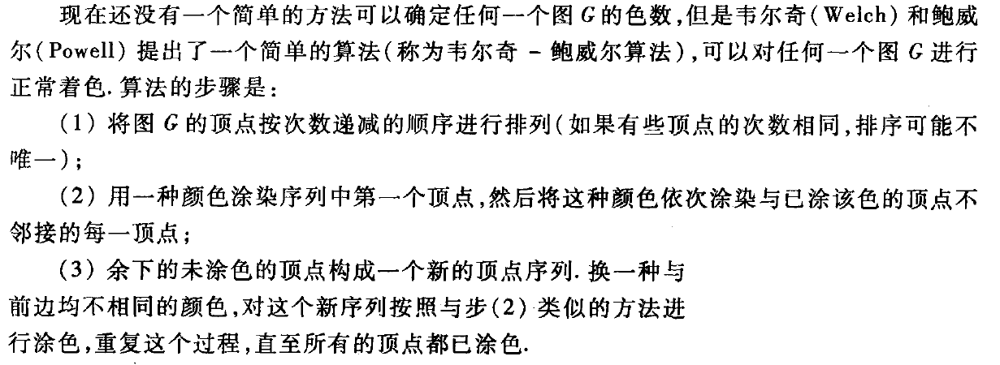 现在还没有一个简单的方法可以确定任何一个图 G 的色数,但是韦尔奇(Welch)和鲍威
尔(Powell)提出了一个简单的算法(称为韦尔奇－鲍威尔算法),可以对任何一个图 G 进行
正常着色.算法的步骤是:
(1) 将图 G 的顶点按次数递减的顺序进行排列(如果有些顶点的次数相同,排序可能不
唯一);
(2) 用一种颜色涂染序列中第一个顶点,然后将这种颜色依次涂染与已涂该色的顶点不
邻接的每一顶点;
(3) 余下的未涂色的顶点构成一个新的顶点序列.换一种与
前边均不相同的颜色,对这个新序列按照与步(2)类似的方法进
行涂色,重复这个过程,直至所有的顶点都已涂色.